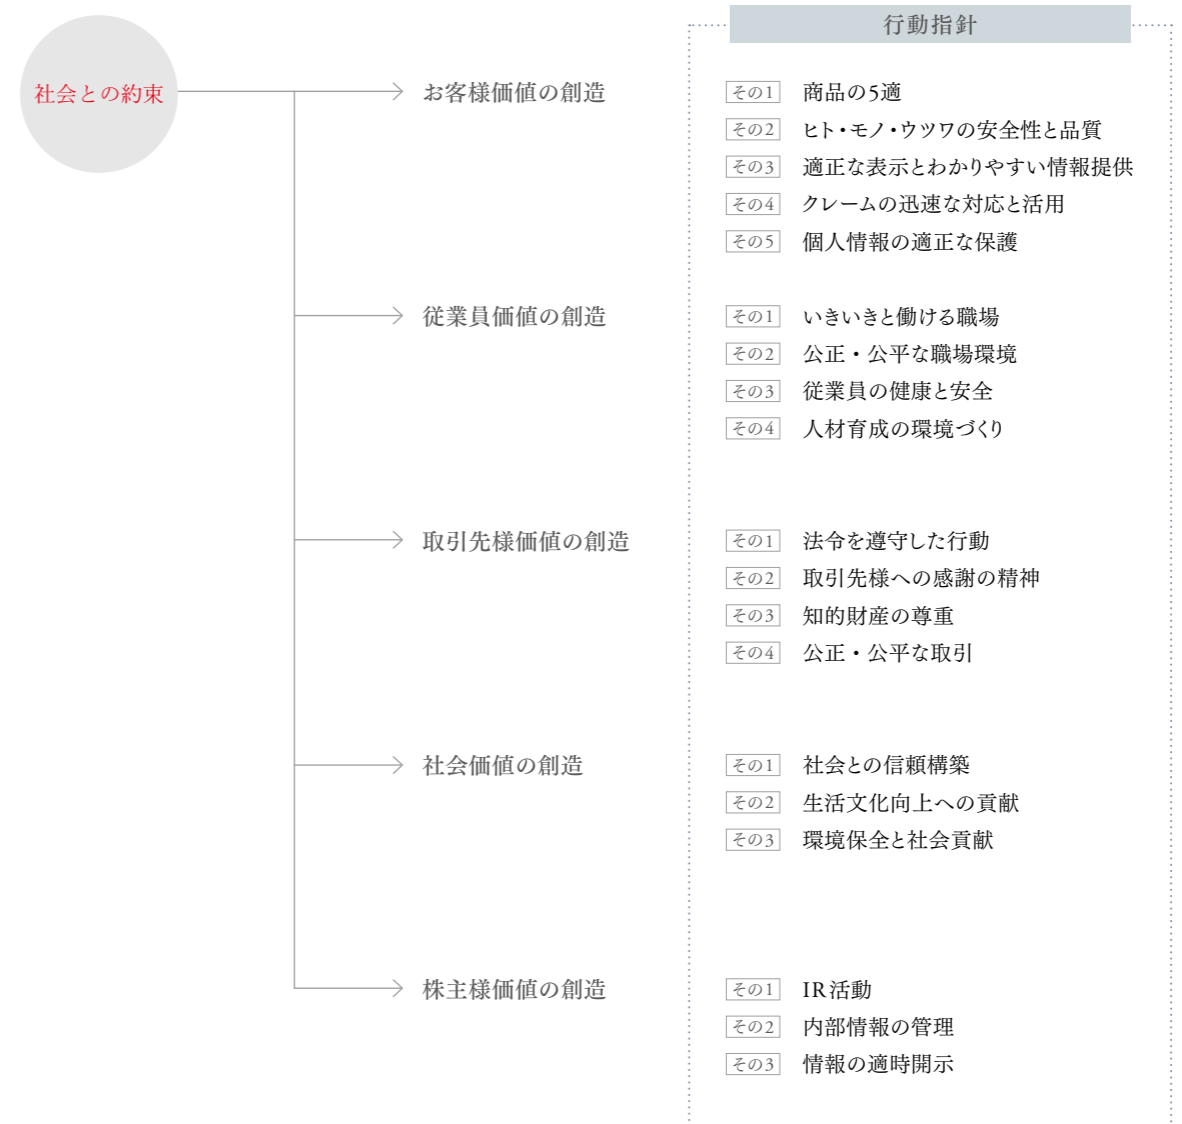 行動指針
社会との約束
お客様価値の創造
その1 商品の5適
その2 ヒト・モノ・ウツワの安全性と品質
その3 適正な表示とわかりやすい情報提供
その4 クレームの迅速な対応と活用
その5 個人情報の適正な保護
従業員価値の創造
その1 いきいきと働ける職場
その2 公正・公平な職場環境
その3 従業員の健康と安全
その4 人材育成の環境づくり
取引先様価値の創造
その1 法令を遵守した行動
その2 取引先様への感謝の精神
その3 知的財産の尊重
その4 公正・公平な取引
社会価値の創造
その1 社会との信頼構築
その2 生活文化向上への貢献
その3 環境保全と社会貢献
株主様価値の創造
その1 IR活動
その2 内部情報の管理
その3 情報の適時開示